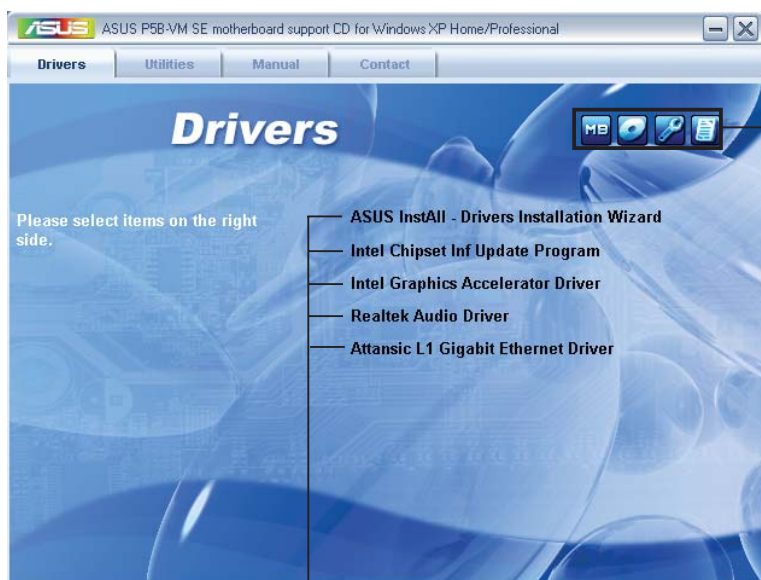 ASUS ASUS P5B-VM SE motherboard support CD for Windows XP Home/Professional
Drivers Utilities Manual Contact
Drivers
MB
Please select items on the right
side.
ASUS InstAll - Drivers Installation Wizard
Intel Chipset Inf Update Program
Intel Graphics Accelerator Driver
Realtek Audio Driver
Attansic L1 Gigabit Ethernet Driver